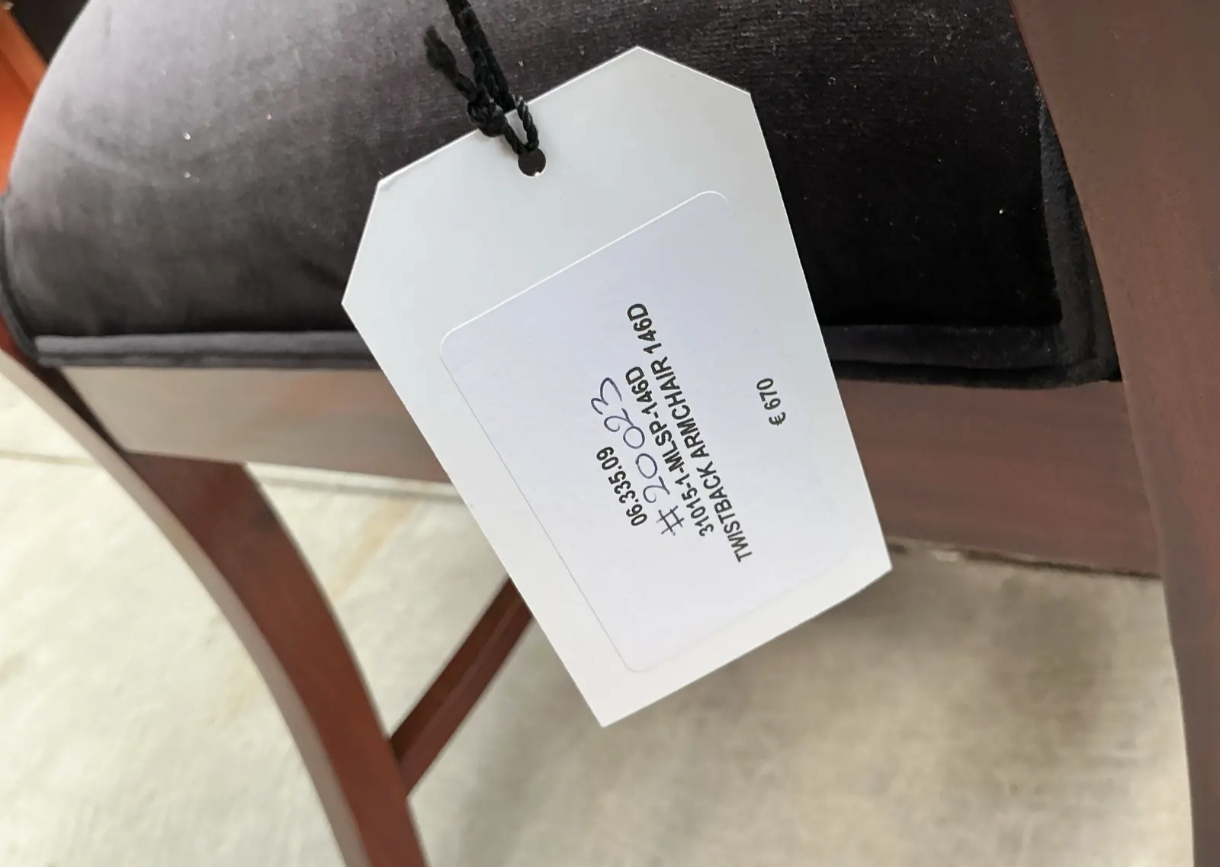 06.335.09
# 20023
31015-1-MLSP-146D
TWISTBACK ARMCHAIR 146D
€ 670